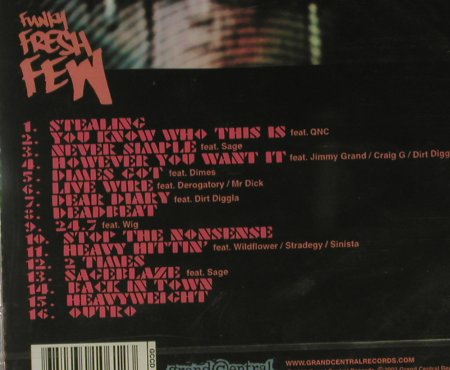 FUNKY
FRESH
FEW
1. STEALING
2. YOU KNOW WHO THIS IS feat. QNC
3. NEVER SIMPLE feat. Sage
4. HOWEVER YOU WANT IT feat. Jimmy Grand / Craig G / Dirt Digg
5. DIMES GOT feat. Dimes
6. LIVE WIRE feat. Derogatory / Mr Dick
7. DEAR DIARY feat. Dirt Diggla
8. DEADBEAT
9. 24.7 feat. Wig
10. STOP THE NONSENSE
11. HEAVY HITTIN' feat. Wildflower / Stradegy / Sinista
12. 2 TIMES
13. SAGEBLAZE feat. Sage
14. BACK IN TOWN
15. HEAVYWEIGHT
16. OUTRO
GCCD
Grand Central
WWW.GRANDCENTRALRECORDS.COM